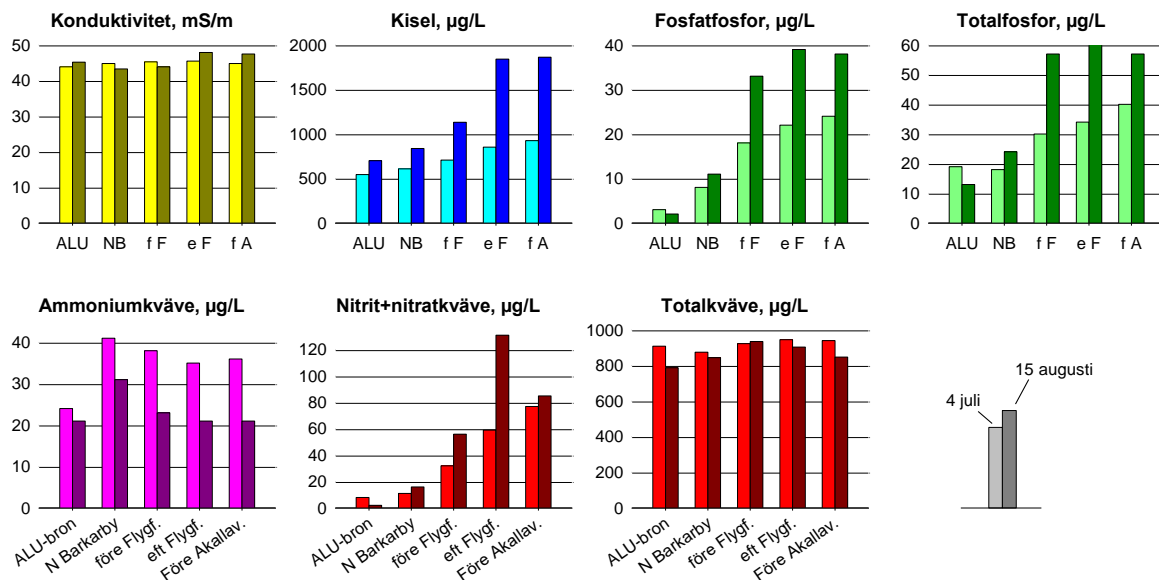 Konduktivitet, mS/m
50
40
30
20
10
0
ALU NB f F e F f A
Kisel, µg/L
2000
1500
1000
500
0
ALU NB f F e F f A
Fosfatfosfor, µg/L
40
30
20
10
0
ALU NB f F e F f A
Totalfosfor, µg/L
60
50
40
30
20
10
0
ALU NB f F e F f A
Ammoniumkväve, µg/L
40
30
20
10
0
ALU-bron
N Barkarby
före Flygf.
eft Flygf.
Före Akallav.
Nitrit+nitratkväve, µg/L
120
100
80
60
40
20
0
ALU-bron
N Barkarby
före Flygf.
eft Flygf.
Före Akallav.
Totalkväve, µg/L
1000
800
600
400
200
0
ALU-bron
N Barkarby
före Flygf.
eft Flygf.
Före Akallav.
15 augusti
4 juli